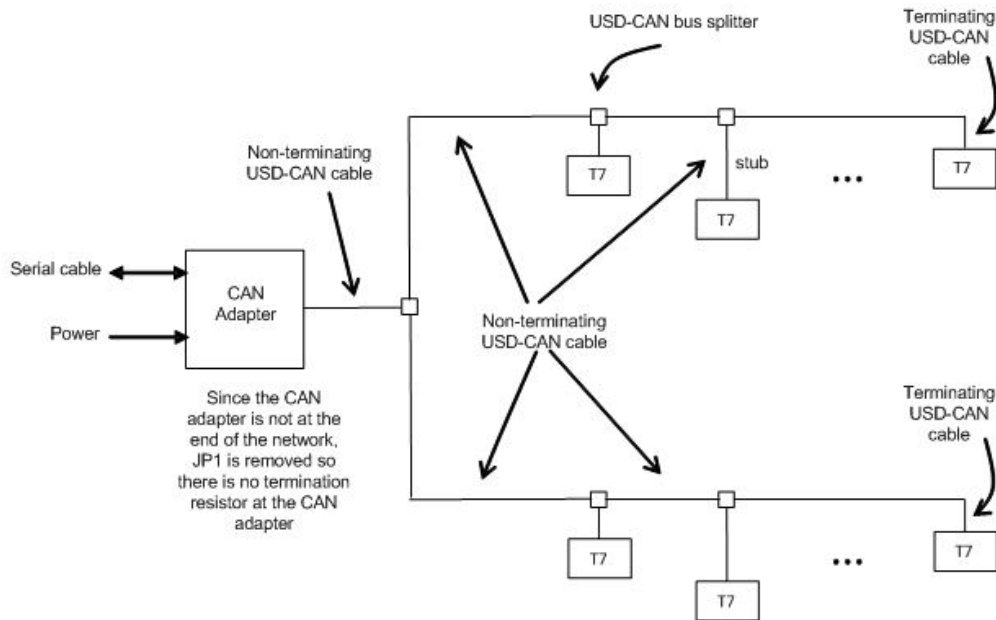 USD-CAN bus splitter
Terminating
USD-CAN
cable
Non-terminating
USD-CAN cable
T7
stub
T7
...
T7
Serial cable
Power
CAN
Adapter
Non-terminating
USD-CAN cable
Since the CAN
adapter is not at the
end of the network,
JP1 is removed so
there is no termination
resistor at the CAN
adapter
Terminating
USD-CAN
cable
T7
T7
...
T7